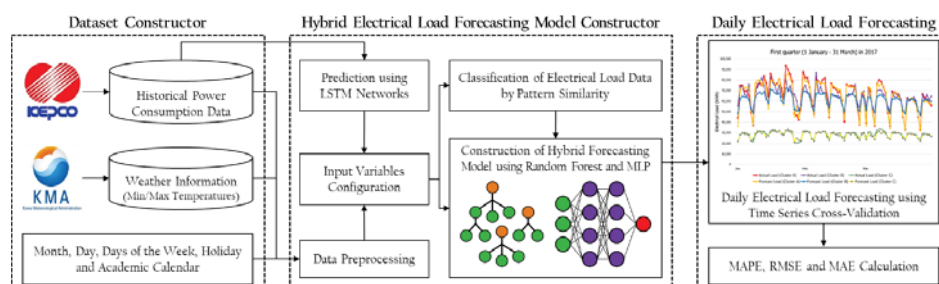 Dataset Constructor
KEPCO
Historical Power
Consumption Data
KMA
Weather Information
(Min/Max Temperatures)
Month, Day, Days of the Week, Holiday
and Academic Calendar
Hybrid Electrical Load Forecasting Model Constructor
Prediction using
LSTM Networks
Input Variables
Configuration
Data Preprocessing
Classification of Electrical Load Data
by Pattern Similarity
Construction of Hybrid Forecasting
Model using Random Forest and MLP
Daily Electrical Load Forecasting
First quarter (1 January - 31 March) in 2017
Daily Electrical Load Forecasting using
Time Series Cross-Validation
MAPE, RMSE and MAE Calculation